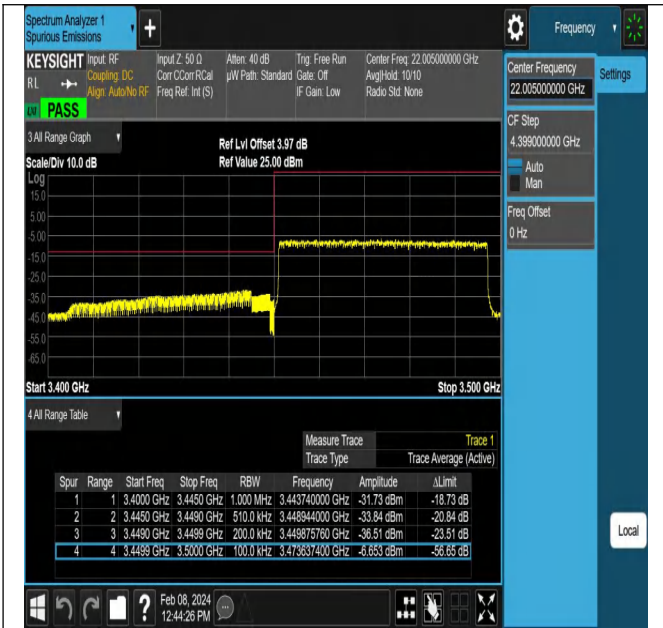 Spectrum Analyzer 1
Spurious Emissions
+
Frequency
KEYSIGHT
RL
PASS
Input: RF
Coupling: DC
Align: Auto/No RF
Input Z: 50 Ω
Corr CCorr RCal
Freq Ref: Int (S)
Atten: 40 dB
µW Path: Standard
Trig: Free Run
Gate: Off
IF Gain: Low
Center Freq: 22.005000000 GHz
Avg|Hold: 10/10
Radio Std: None
Center Frequency
22.005000000 GHz
Settings
CF Step
4.399000000 GHz
Auto
Man
Freq Offset
0 Hz
3 All Range Graph
Scale/Div 10.0 dB
Ref Lvl Offset 3.97 dB
Ref Value 25.00 dBm
Log
15.0
5.00
-5.00
-15.0
-25.0
-35.0
-45.0
-55.0
-65.0
Start 3.400 GHz Stop 3.500 GHz
4 All Range Table
Measure Trace Trace 1
Trace Type Trace Average (Active)
Spur Range Start Freq Stop Freq RBW Frequency Amplitude ΔLimit
1 1 3.4000 GHz 3.4450 GHz 1.000 MHz 3.443740000 GHz -31.73 dBm -18.73 dB
2 2 3.4450 GHz 3.4490 GHz 510.0 kHz 3.448944000 GHz -33.84 dBm -20.84 dB
3 3 3.4490 GHz 3.4499 GHz 200.0 kHz 3.449875760 GHz -36.51 dBm -23.51 dB
4 4 3.4499 GHz 3.5000 GHz 100.0 kHz 3.473637400 GHz -6.653 dBm -56.65 dB
Local
?
Feb 08, 2024
12:44:26 PM